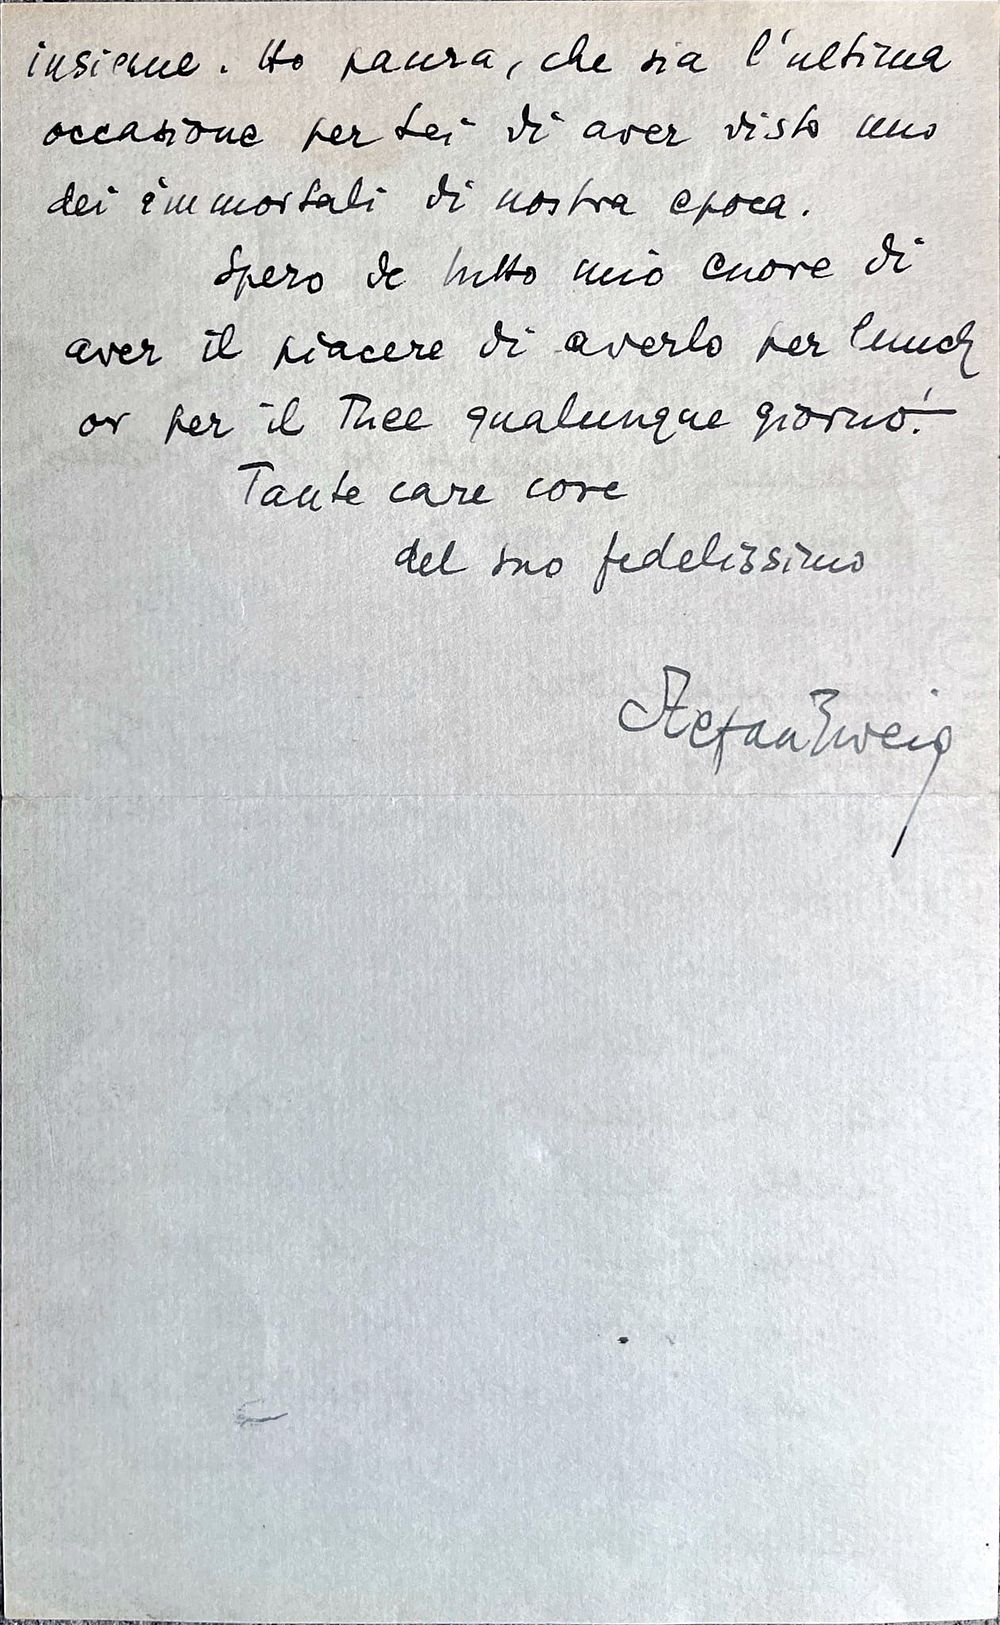 insieme. Ho paura, che sia l'ultima
occasione per Lei di aver visto uno
dei immortali di nostra epoca.
Spero de tutto mio cuore di
aver il piacere di averlo per lunch
or per il Thee qualunque giorno!
Tante care cose
del suo fedelissimo
Stefan Zweig